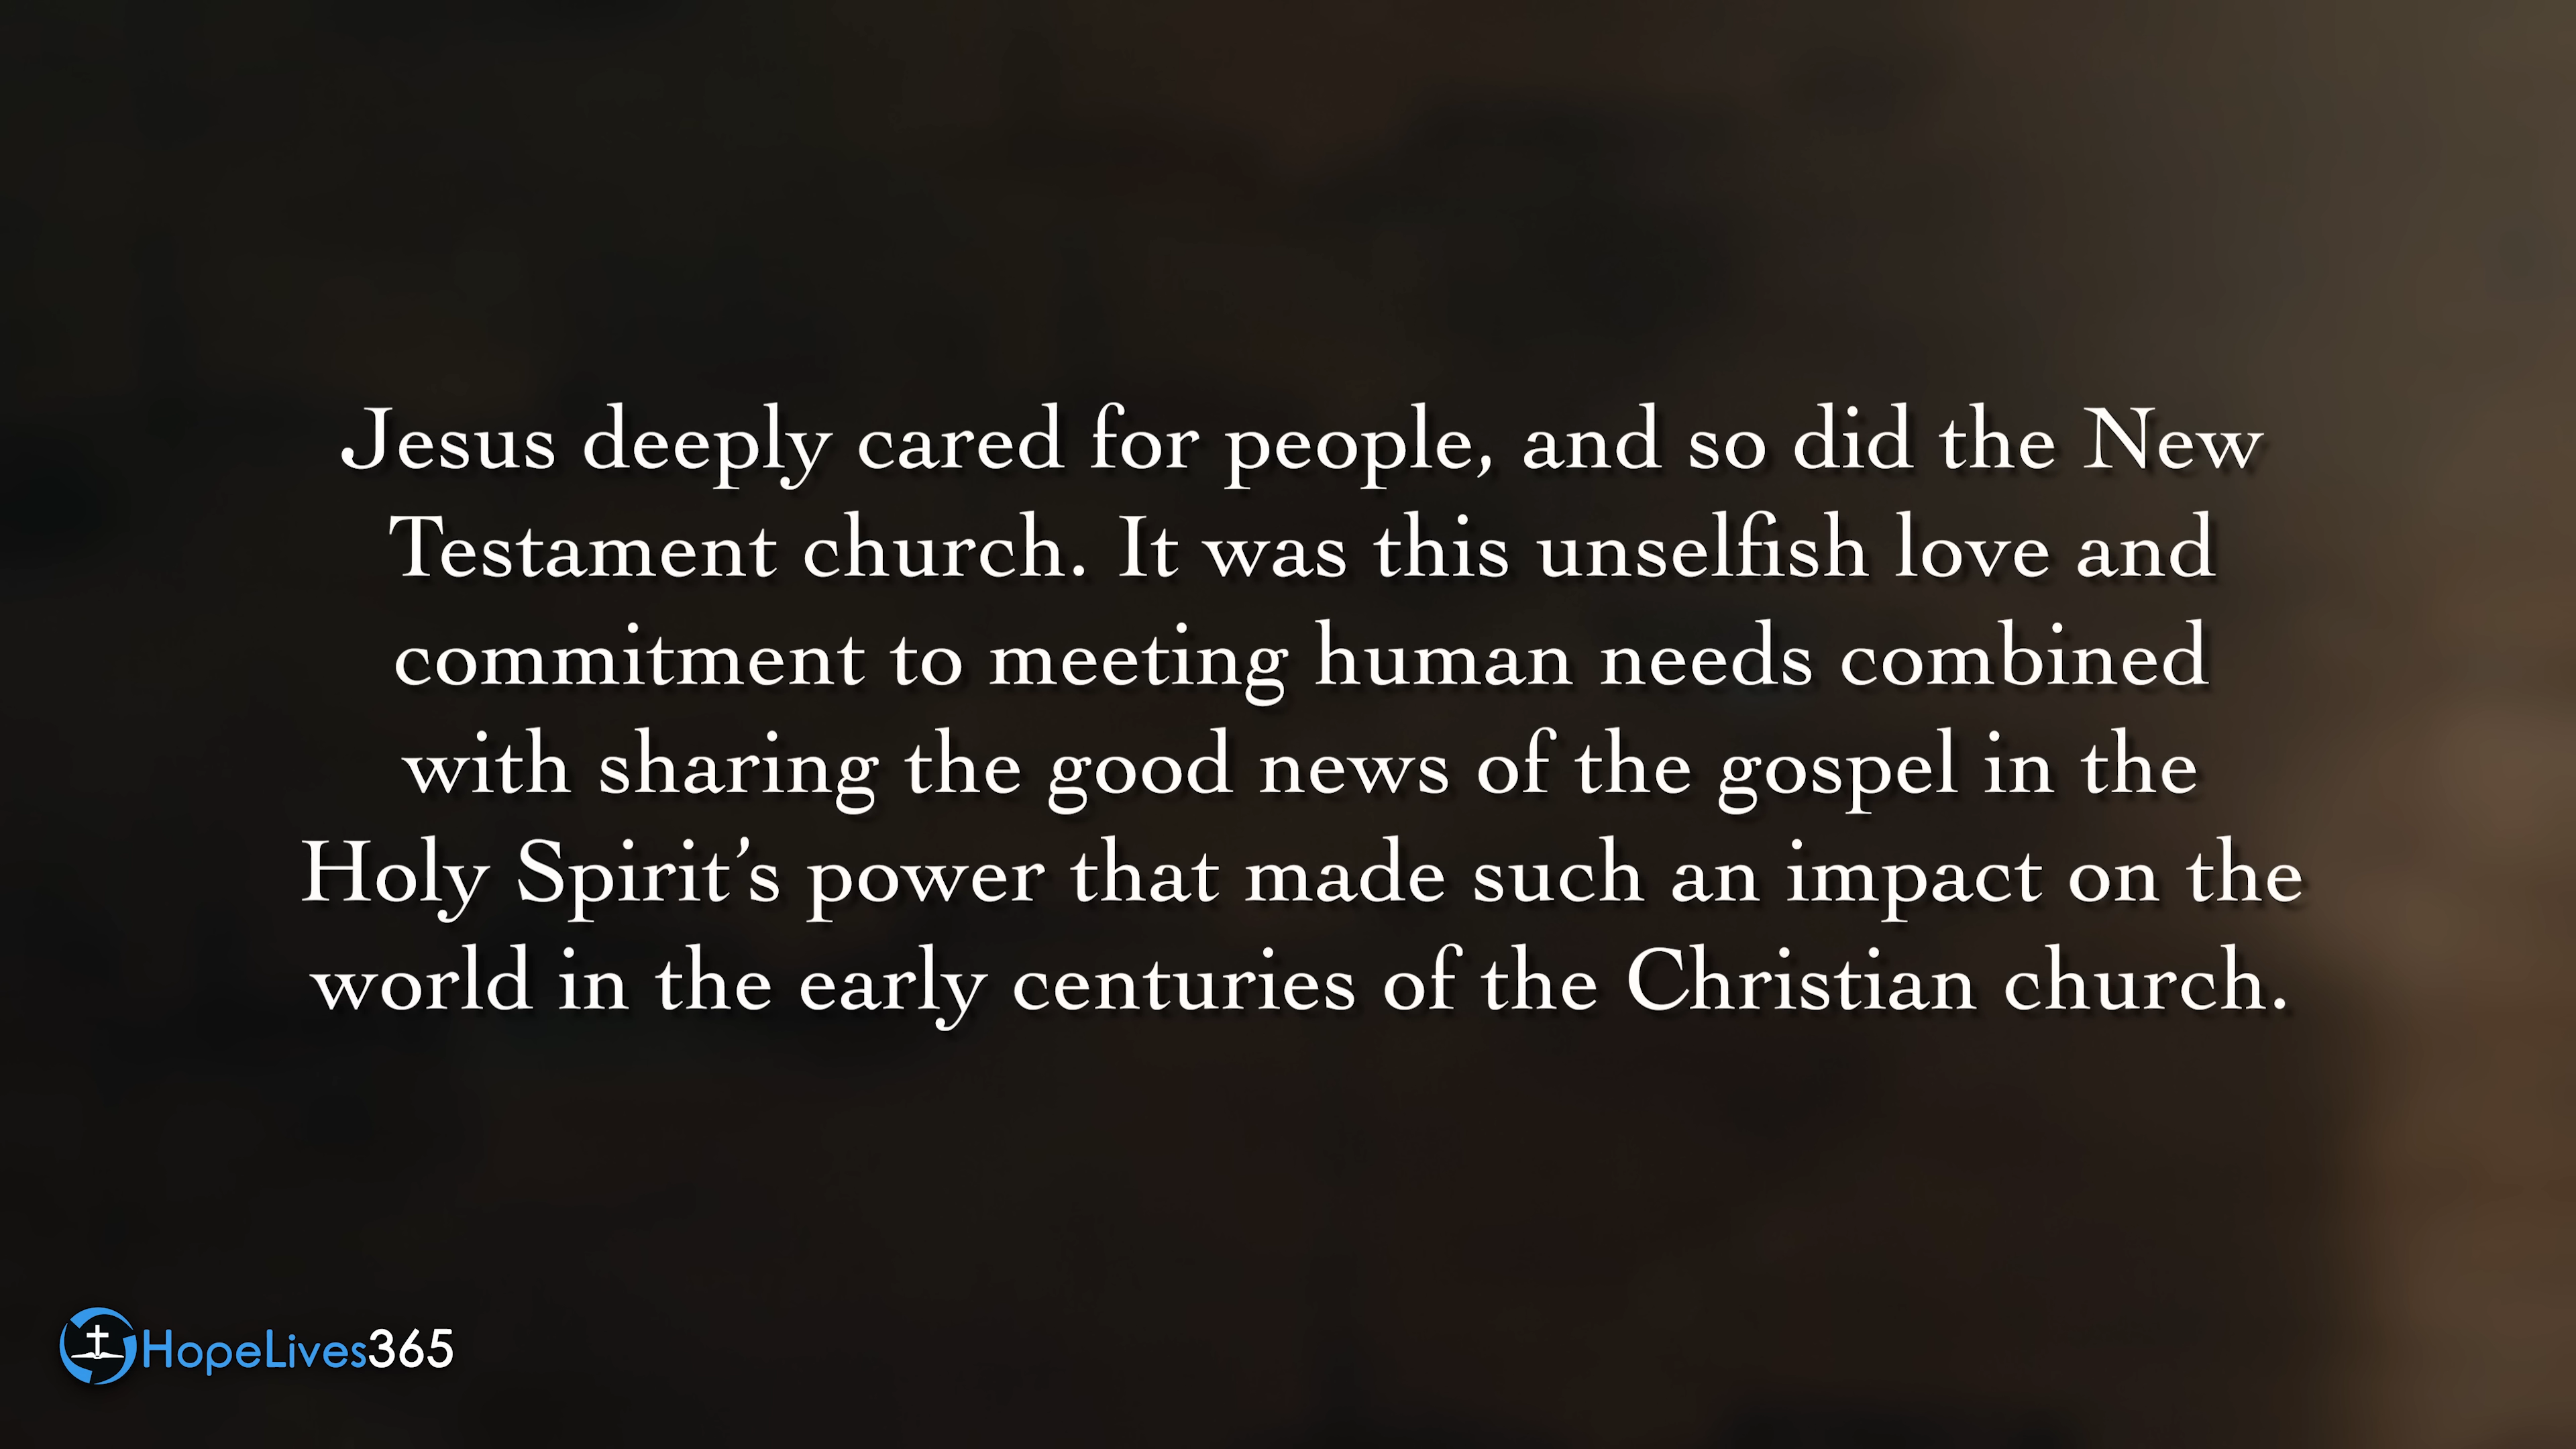 Jesus deeply cared for people, and so did the New
Testament church. It was this unselfish love and
commitment to meeting human needs combined
with sharing the good news of the gospel in the
Holy Spirit’s power that made such an impact on the
world in the early centuries of the Christian church.
HopeLives365